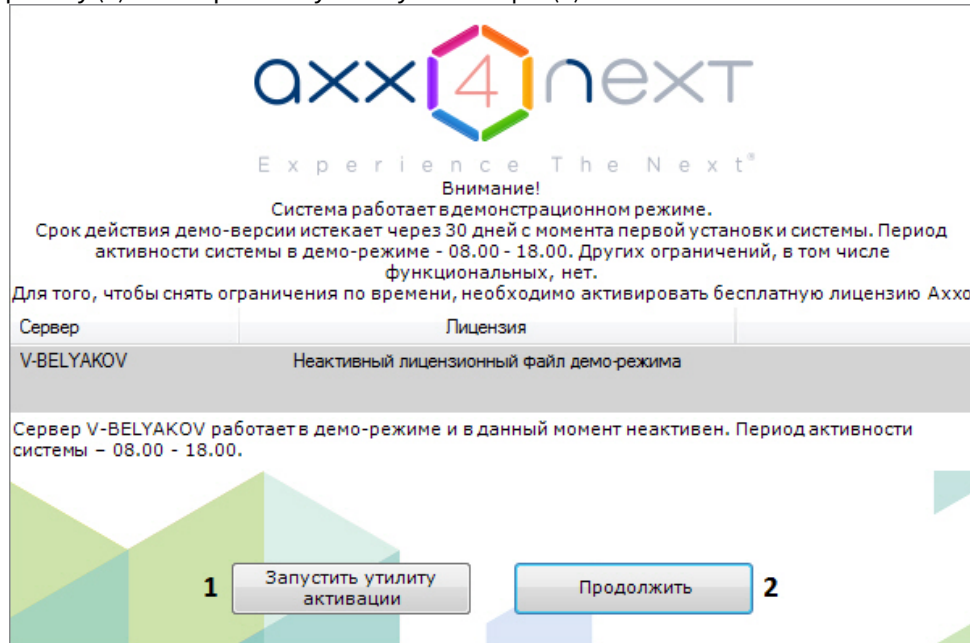 axx4next
Experience The Next®
Внимание!
Система работает в демонстрационном режиме.
Срок действия демо-версии истекает через 30 дней с момента первой установки системы. Период
активности системы в демо-режиме - 08.00 - 18.00. Других ограничений, в том числе
функциональных, нет.
Для того, чтобы снять ограничения по времени, необходимо активировать бесплатную лицензию Axxo
Сервер Лицензия
V-BELYAKOV Неактивный лицензионный файл демо-режима
Сервер V-BELYAKOV работает в демо-режиме и в данный момент неактивен. Период активности
системы – 08.00 - 18.00.
1 Запустить утилиту Продолжить 2
активации